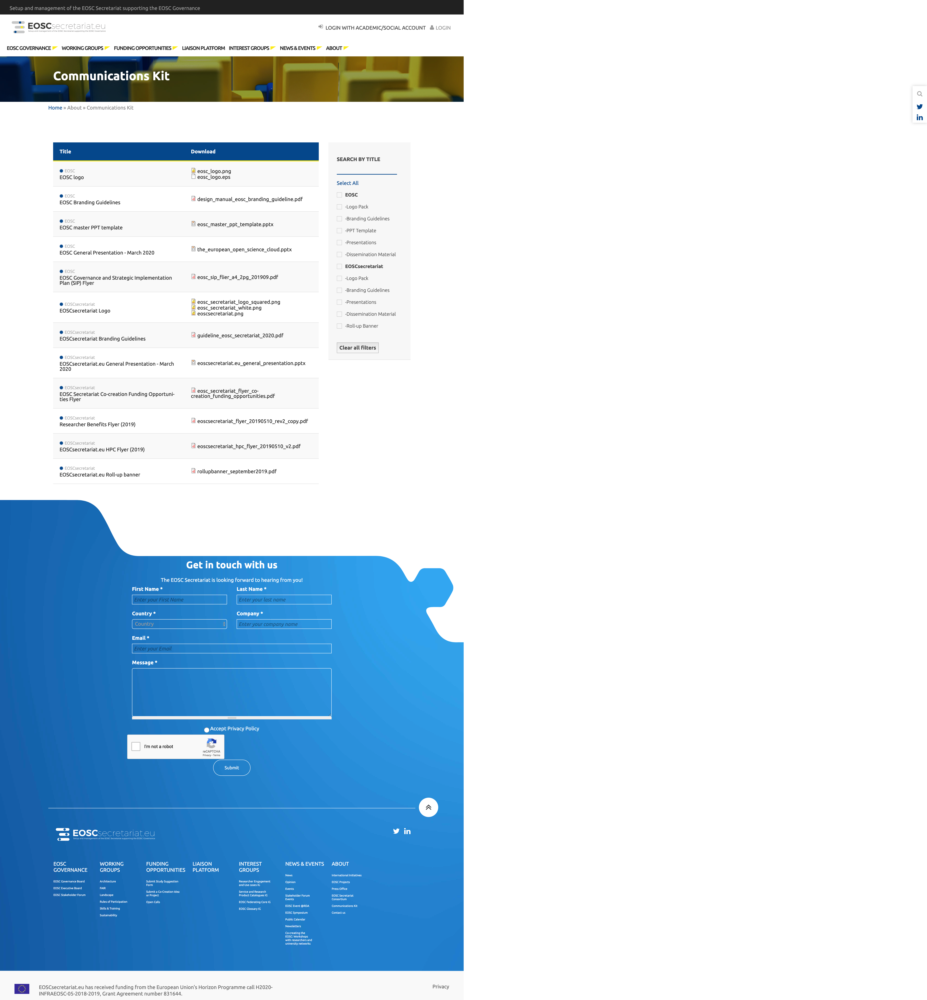 Setup and management of the EOSC Secretariat supporting the EOSC Governance
EOSCsecretariat.eu
Setup and management of the EOSC Secretariat supporting the EOSC Governance
LOGIN WITH ACADEMIC/SOCIAL ACCOUNT LOGIN
EOSC GOVERNANCE WORKING GROUPS FUNDING OPPORTUNITIES LIAISON PLATFORM INTEREST GROUPS NEWS & EVENTS ABOUT
Communications Kit
Home » About » Communications Kit
Title Download
EOSC
EOSC logo
eosc_logo.png
eosc_logo.eps
EOSC
EOSC Branding Guidelines
design_manual_eosc_branding_guideline.pdf
EOSC
EOSC master PPT template
eosc_master_ppt_template.pptx
EOSC
EOSC General Presentation - March 2020
the_european_open_science_cloud.pptx
EOSC
EOSC Governance and Strategic Implementation
Plan (SIP) Flyer
eosc_sip_flier_a4_2pg_201909.pdf
EOSCsecretariat
EOSCsecretariat Logo
eosc_secretariat_logo_squared.png
eosc_secretariat_white.png
eoscsecretariat.png
EOSCsecretariat
EOSCsecretariat Branding Guidelines
guideline_eosc_secretariat_2020.pdf
EOSCsecretariat
EOSCsecretariat.eu General Presentation - March
2020
eoscsecretariat.eu_general_presentation.pptx
EOSCsecretariat
EOSC Secretariat Co-creation Funding Opportuni-
ties Flyer
eosc_secretariat_flyer_co-
creation_funding_opportunities.pdf
EOSCsecretariat
Researcher Benefits Flyer (2019)
eoscsecretariat_flyer_20190510_rev2_copy.pdf
EOSCsecretariat
EOSCsecretariat.eu HPC Flyer (2019)
eoscsecretariat_hpc_flyer_20190510_v2.pdf
EOSCsecretariat
EOSCsecretariat.eu Roll-up banner
rollupbanner_september2019.pdf
SEARCH BY TITLE
Select All
EOSC
-Logo Pack
-Branding Guidelines
-PPT Template
-Presentations
-Dissemination Material
EOSCsecretariat
-Logo Pack
-Branding Guidelines
-Presentations
-Dissemination Material
-Roll-up Banner
Clear all filters
Get in touch with us
The EOSC Secretariat is looking forward to hearing from you!
First Name * Last Name *
Enter your First Name Enter your last name
Country * Company *
Country Enter your company name
Email *
Enter your Email
Message *
Accept Privacy Policy
I'm not a robot
reCAPTCHA
Privacy - Terms
Submit
EOSCsecretariat.eu
Setup and management of the EOSC Secretariat supporting the EOSC Governance
EOSC
GOVERNANCE
EOSC Governance Board
EOSC Executive Board
EOSC Stakeholder Forum
WORKING
GROUPS
Architecture
FAIR
Landscape
Rules of Participation
Skills & Training
Sustainability
FUNDING
OPPORTUNITIES
Submit Study Suggestion
Form
Submit a Co-Creation Idea
or Project
Open Calls
LIAISON
PLATFORM
INTEREST
GROUPS
Researcher Engagement
and Use cases IG
Service and Research
Product Catalogues IG
EOSC Federating Core IG
EOSC Glossary IG
NEWS & EVENTS
News
Opinion
Events
Stakeholder Forum
Events
EOSC Event @RDA
EOSC Symposium
Public Calendar
Newsletters
Co-creating the
EOSC: Workshops
with researchers and
university networks
ABOUT
International Initiatives
EOSC Projects
Press Office
EOSC Secretariat
Consortium
Communications Kit
Contact us
EOSCsecretariat.eu has received funding from the European Union's Horizon Programme call H2020-
INFRAEOSC-05-2018-2019, Grant Agreement number 831644.
Privacy